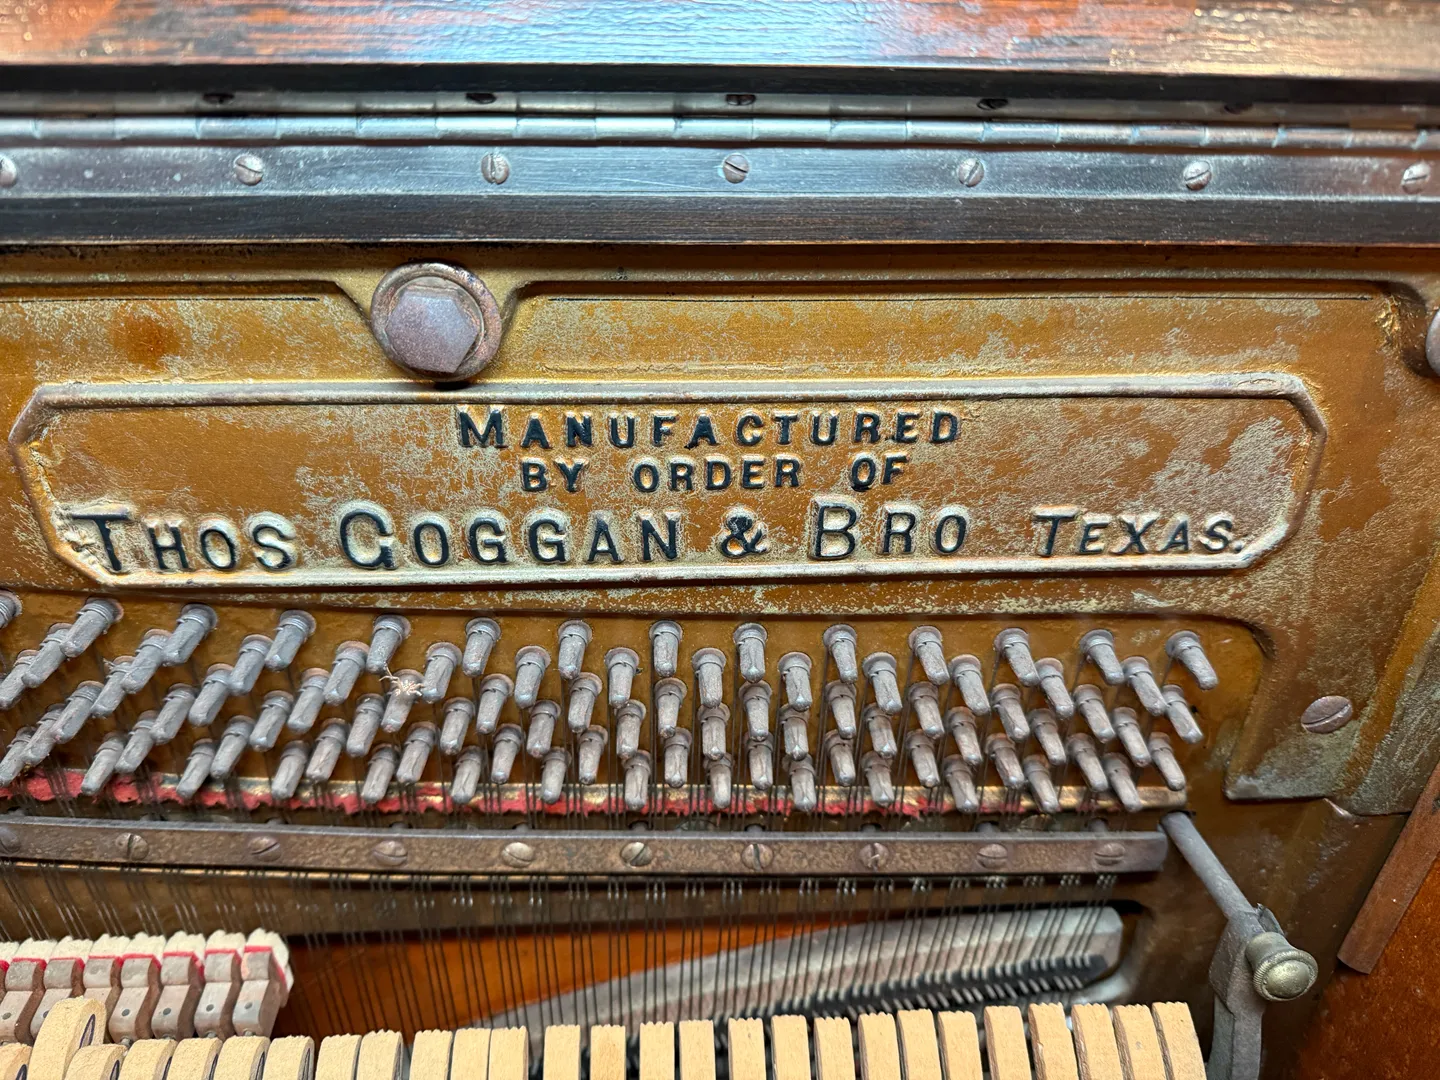 MANUFACTURED
BY ORDER OF
THOS GOGGAN & BRO TEXAS.